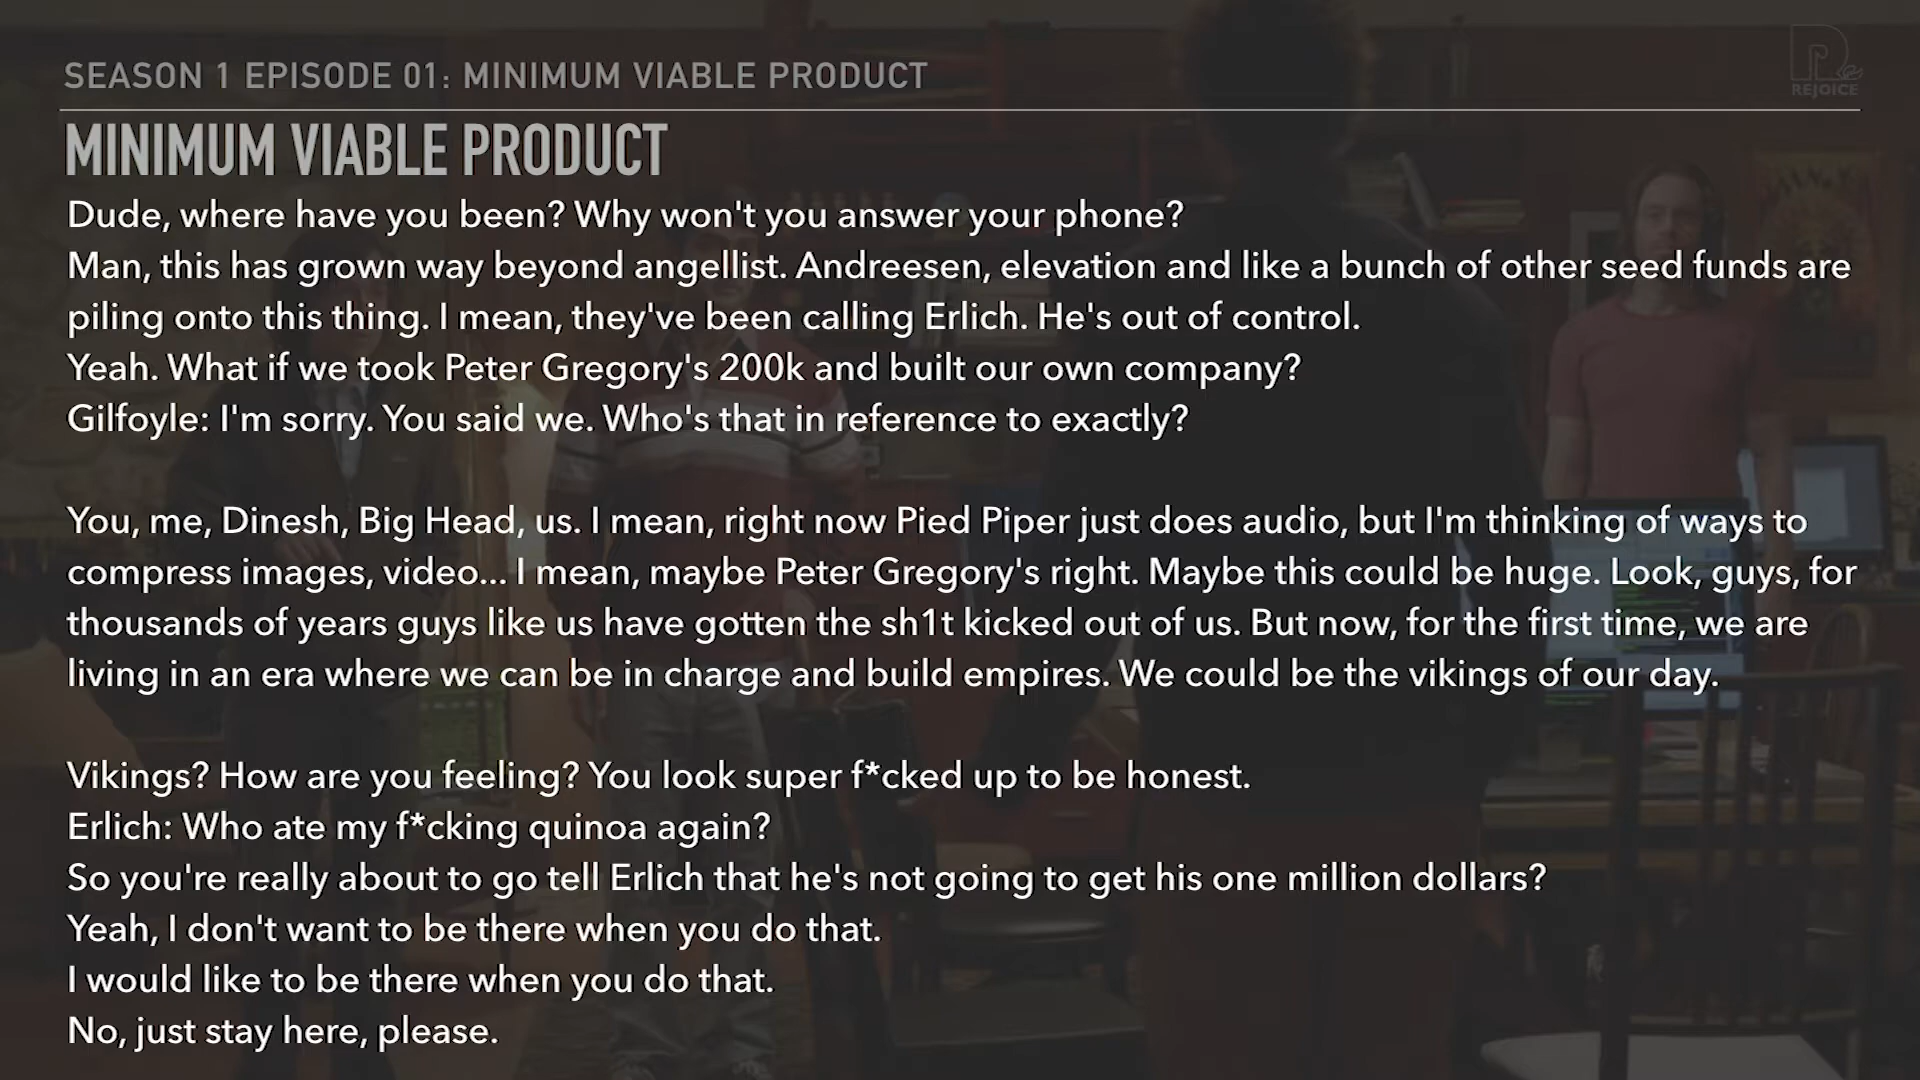 SEASON 1 EPISODE 01: MINIMUM VIABLE PRODUCT
REJOICE
MINIMUM VIABLE PRODUCT
Dude, where have you been? Why won't you answer your phone?
Man, this has grown way beyond angellist. Andreesen, elevation and like a bunch of other seed funds are
piling onto this thing. I mean, they've been calling Erlich. He's out of control.
Yeah. What if we took Peter Gregory's 200k and built our own company?
Gilfoyle: I'm sorry. You said we. Who's that in reference to exactly?
You, me, Dinesh, Big Head, us. I mean, right now Pied Piper just does audio, but I'm thinking of ways to
compress images, video... I mean, maybe Peter Gregory's right. Maybe this could be huge. Look, guys, for
thousands of years guys like us have gotten the sh1t kicked out of us. But now, for the first time, we are
living in an era where we can be in charge and build empires. We could be the vikings of our day.
Vikings? How are you feeling? You look super f*cked up to be honest.
Erlich: Who ate my f*cking quinoa again?
So you're really about to go tell Erlich that he's not going to get his one million dollars?
Yeah, I don't want to be there when you do that.
I would like to be there when you do that.
No, just stay here, please.